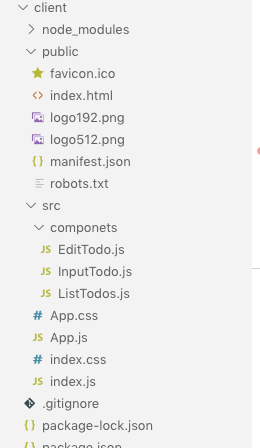 client
node_modules
public
favicon.ico
<> index.html
logo192.png
logo512.png
{} manifest.json
robots.txt
src
componets
JS EditTodo.js
JS InputTodo.js
JS ListTodos.js
# App.css
JS App.js
# index.css
JS index.js
.gitignore
{} package-lock.json
{} package.json